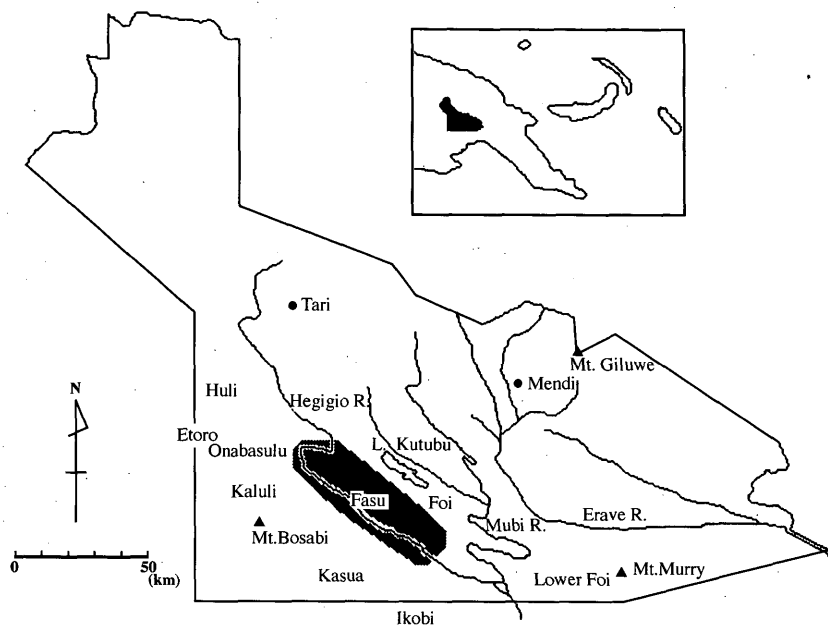 Tari
Mt. Giluwe
Mendi
N
Huli
Hegigio R.
Etoro
Onabasulu
L. Kutubu
Kaluli
Fasu
Foi
Mubi R.
Erave R.
Mt.Bosabi
0
50
(km)
Kasua
Lower Foi
Mt.Murry
Ikobi